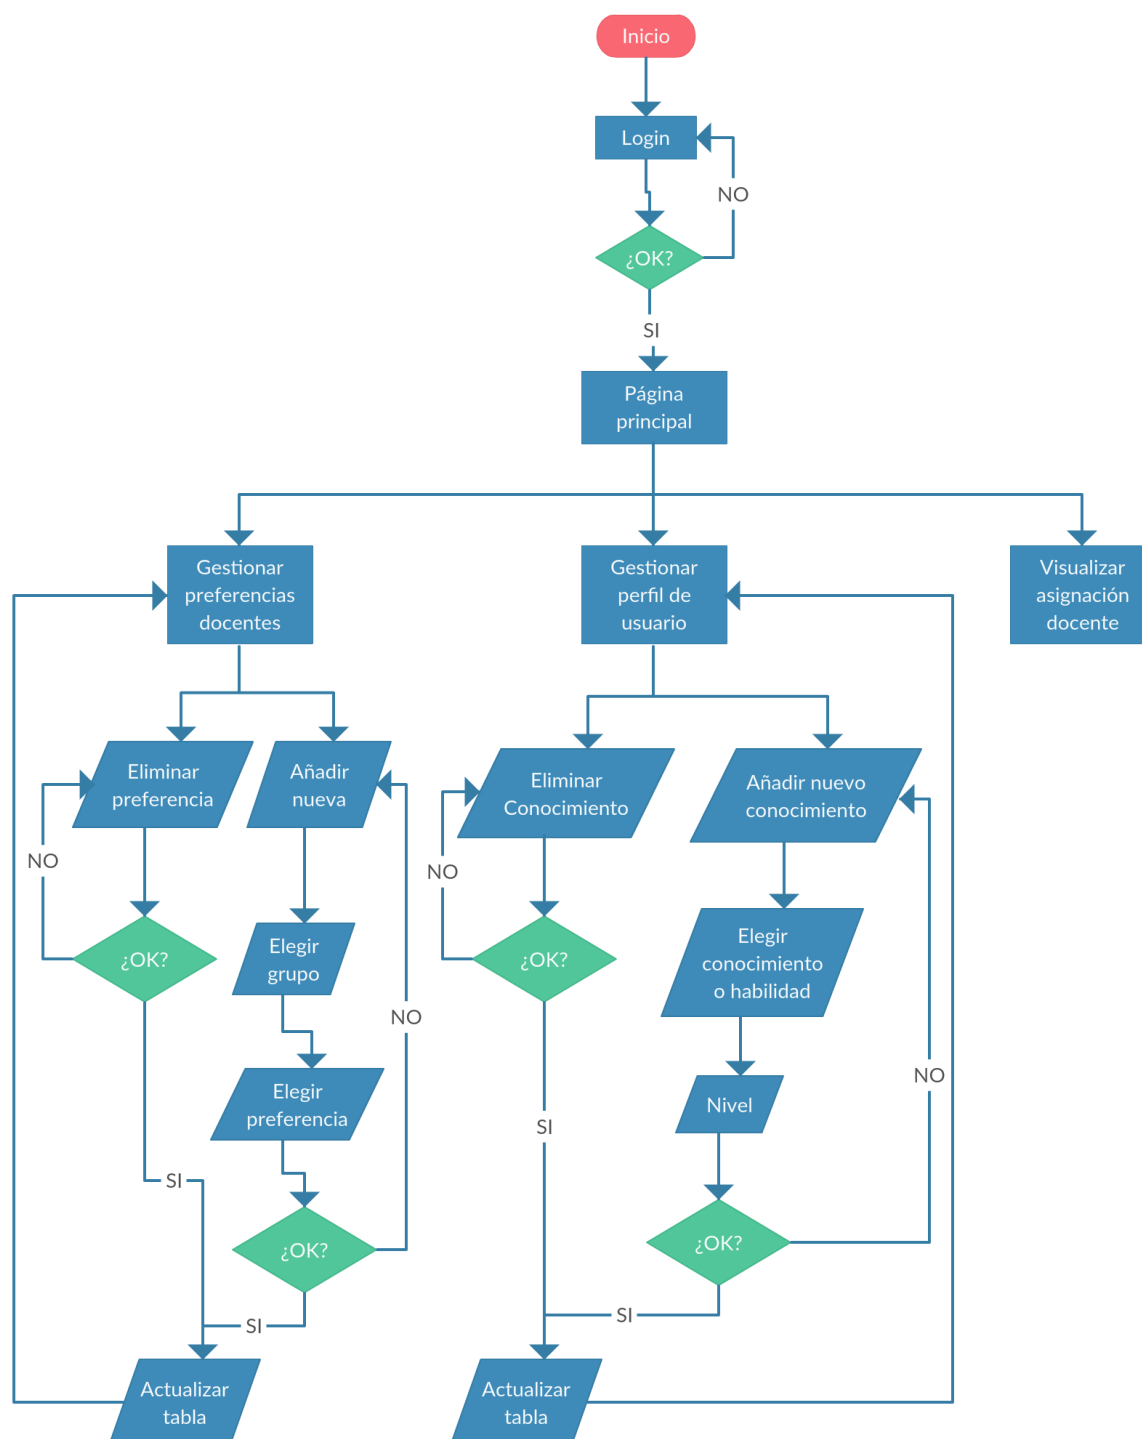 Inicio
Login
NO
¿OK?
SI
Página
principal
Gestionar
preferencias
docentes
Gestionar
perfil de
usuario
Visualizar
asignación
docente
Eliminar
preferencia
Añadir
nueva
Eliminar
Conocimiento
Añadir nuevo
conocimiento
NO
NO
¿OK?
Elegir
grupo
¿OK?
Elegir
conocimiento
o habilidad
NO
NO
Elegir
preferencia
Nivel
SI
SI
¿OK?
¿OK?
SI
SI
Actualizar
tabla
Actualizar
tabla